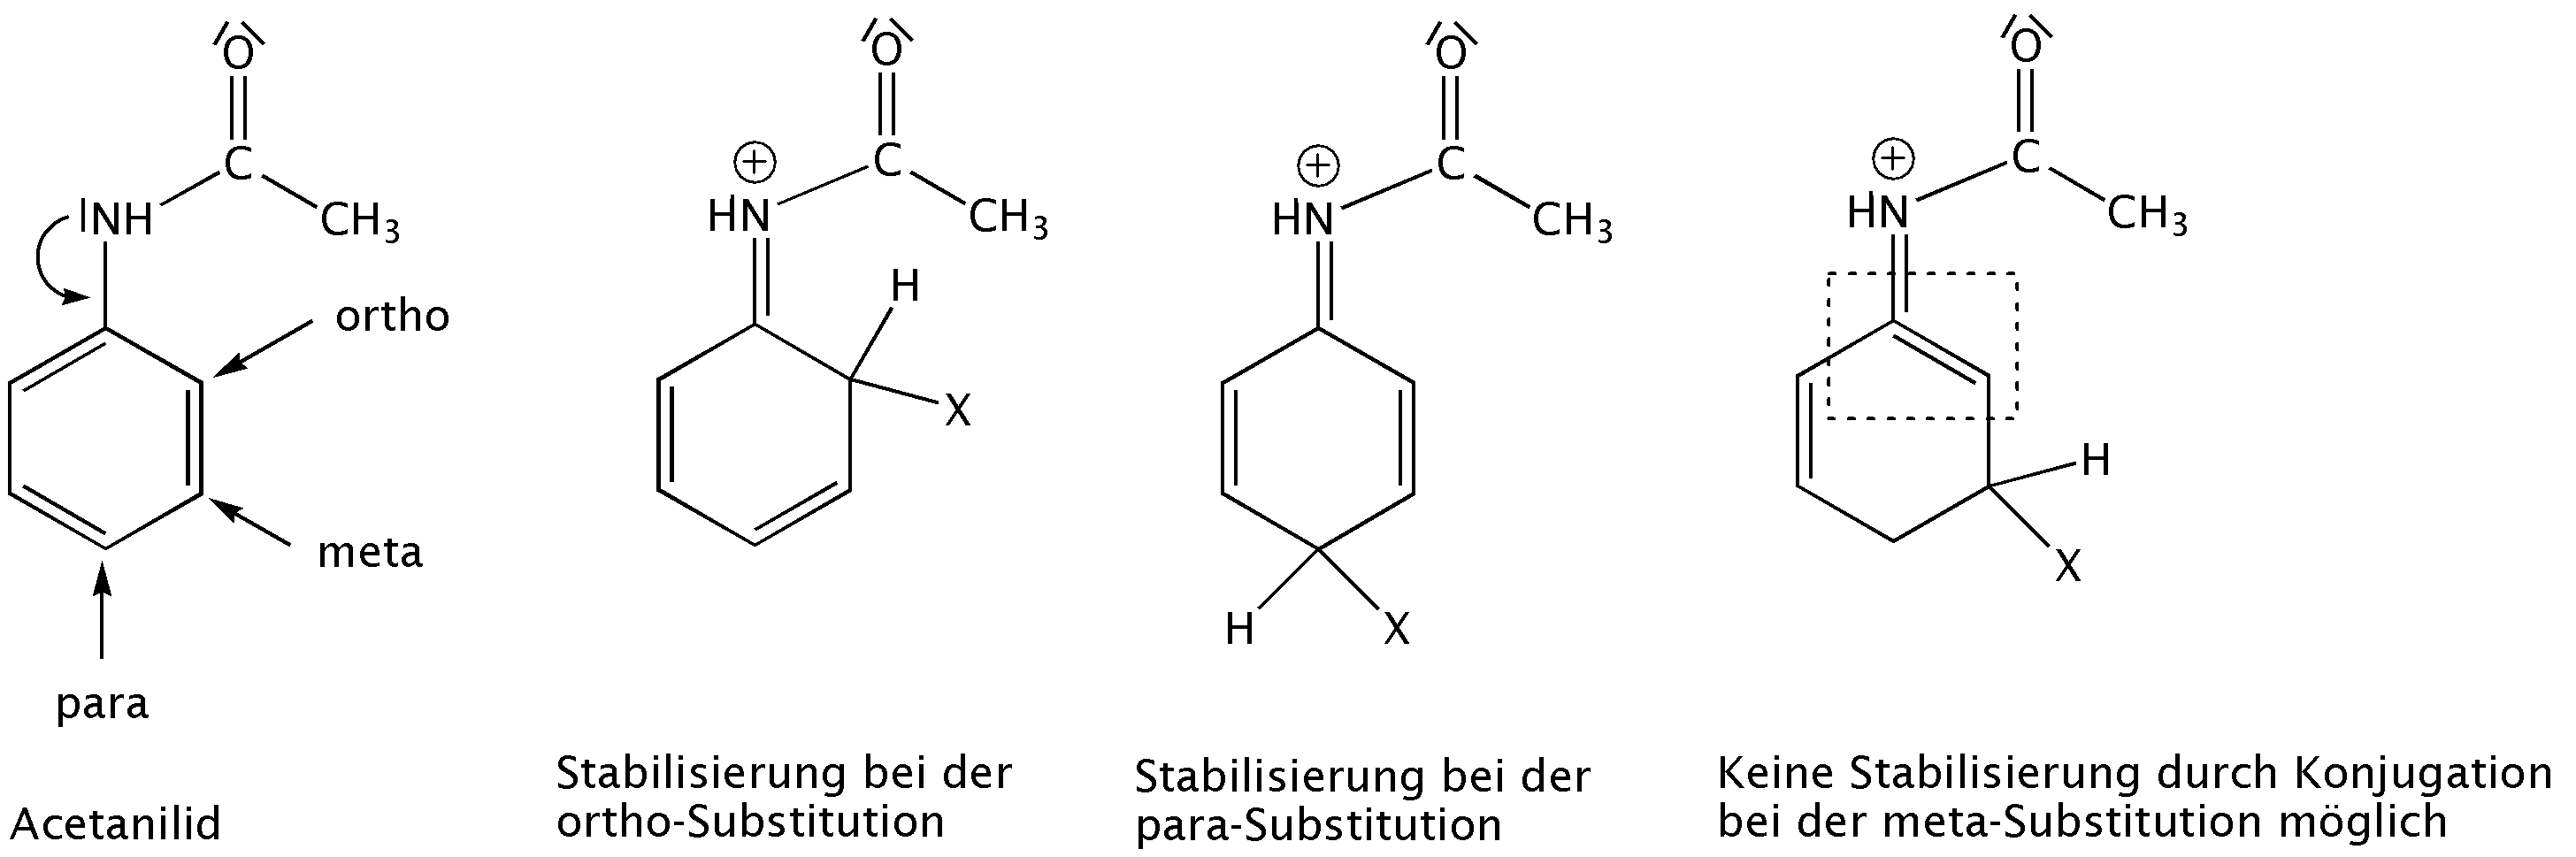 O
C
INH
CH3
ortho
meta
para
Acetanilid
O
C
+
HN
CH3
H
X
Stabilisierung bei der
ortho-Substitution
O
C
+
HN
CH3
H
X
Stabilisierung bei der
para-Substitution
O
C
+
HN
CH3
H
X
Keine Stabilisierung durch Konjugation
bei der meta-Substitution möglich